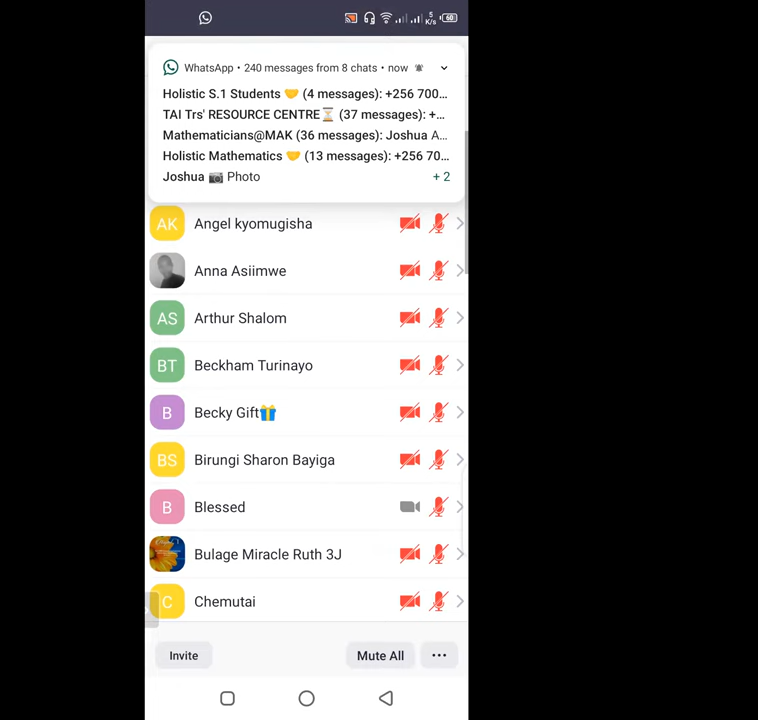 5
K/s
60
WhatsApp • 240 messages from 8 chats • now
Holistic S.1 Students 🤝 (4 messages): +256 700...
TAI Trs' RESOURCE CENTRE⏳ (37 messages): +...
Mathematicians@MAK (36 messages): Joshua A...
Holistic Mathematics 🤝 (13 messages): +256 70...
Joshua 📷 Photo + 2
AK Angel kyomugisha
Anna Asiimwe
AS Arthur Shalom
BT Beckham Turinayo
B Becky Gift🎁
BS Birungi Sharon Bayiga
B Blessed
Bulage Miracle Ruth 3J
C Chemutai
Invite Mute All ...